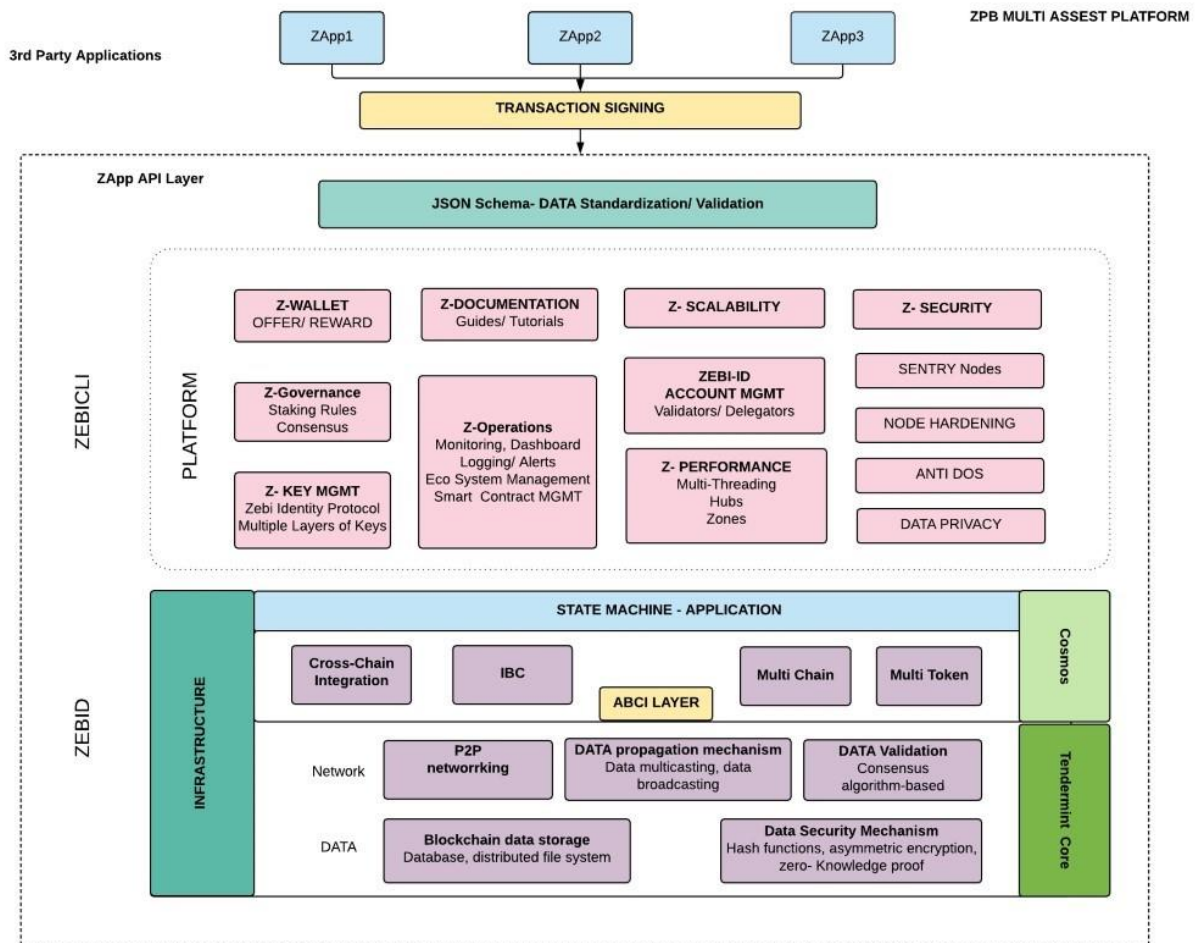 ZPB MULTI ASSEST PLATFORM
3rd Party Applications
ZApp1
ZApp2
ZApp3
TRANSACTION SIGNING
ZApp API Layer
JSON Schema- DATA Standardization/ Validation
ZEBICLI
PLATFORM
Z-WALLET
OFFER/ REWARD
Z-DOCUMENTATION
Guides/ Tutorials
Z- SCALABILITY
Z- SECURITY
Z-Governance
Staking Rules
Consensus
Z-Operations
Monitoring, Dashboard
Logging/ Alerts
Eco System Management
Smart Contract MGMT
ZEBI-ID
ACCOUNT MGMT
Validators/ Delegators
SENTRY Nodes
NODE HARDENING
Z- KEY MGMT
Zebi Identity Protocol
Multiple Layers of Keys
Z- PERFORMANCE
Multi-Threading
Hubs
Zones
ANTI DOS
DATA PRIVACY
ZEBID
INFRASTRUCTURE
STATE MACHINE - APPLICATION
Cosmos
Cross-Chain
Integration
IBC
ABCI LAYER
Multi Chain
Multi Token
Tendermint Core
Network
P2P
networrking
DATA propagation mechanism
Data multicasting, data
broadcasting
DATA Validation
Consensus
algorithm-based
DATA
Blockchain data storage
Database, distributed file system
Data Security Mechanism
Hash functions, asymmetric encryption,
zero- Knowledge proof